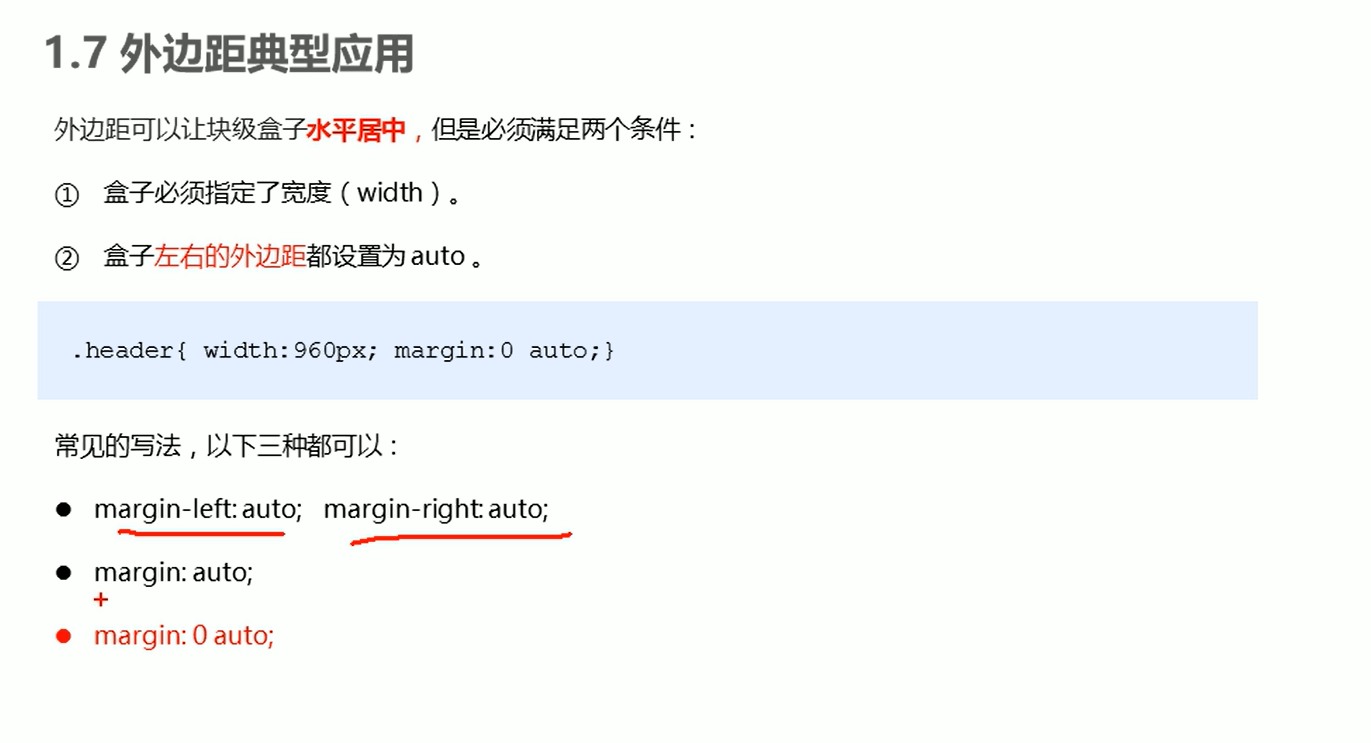 1.7 外边距典型应用
外边距可以让块级盒子水平居中，但是必须满足两个条件：
① 盒子必须指定了宽度（width）。
② 盒子左右的外边距都设置为 auto 。
.header{ width:960px; margin:0 auto;}
常见的写法，以下三种都可以：
● margin-left: auto; margin-right: auto;
● margin: auto;
● margin: 0 auto;